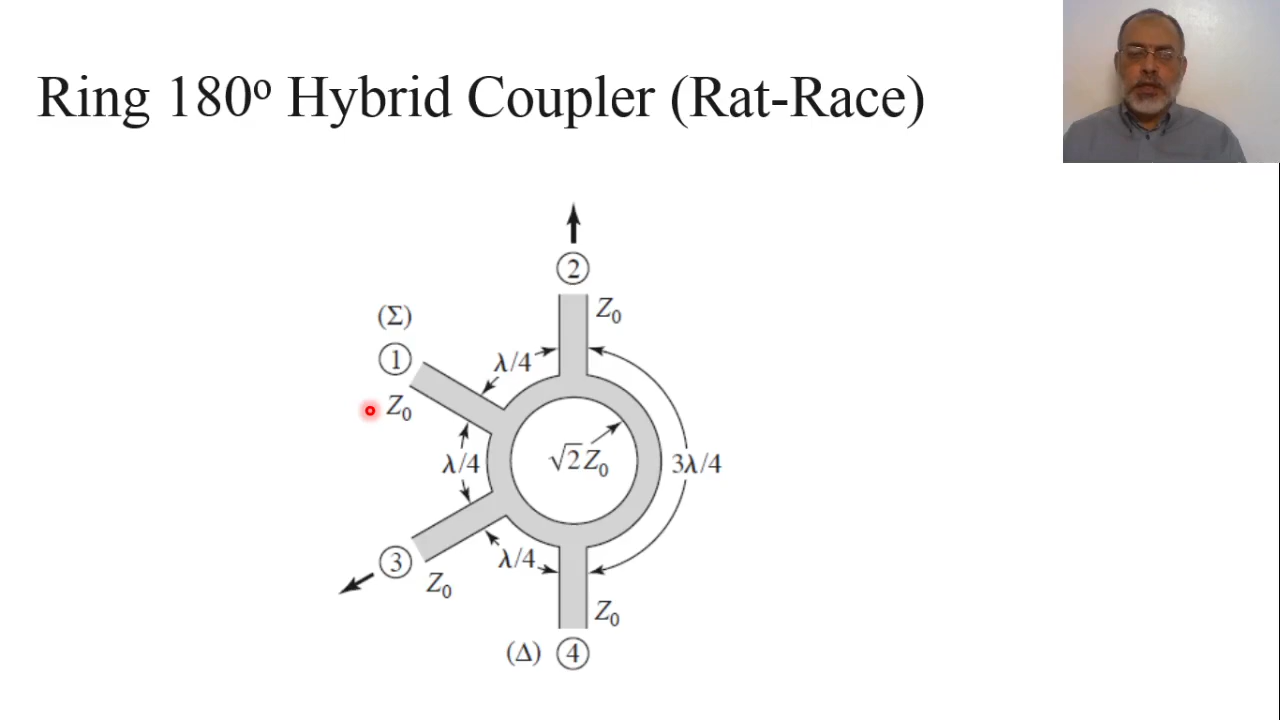 Ring 180º Hybrid Coupler (Rat-Race)
②
Z₀
(Σ)
①
λ/4
Z₀
λ/4
√2Z₀
3λ/4
③
λ/4
Z₀
Z₀
(Δ) ④